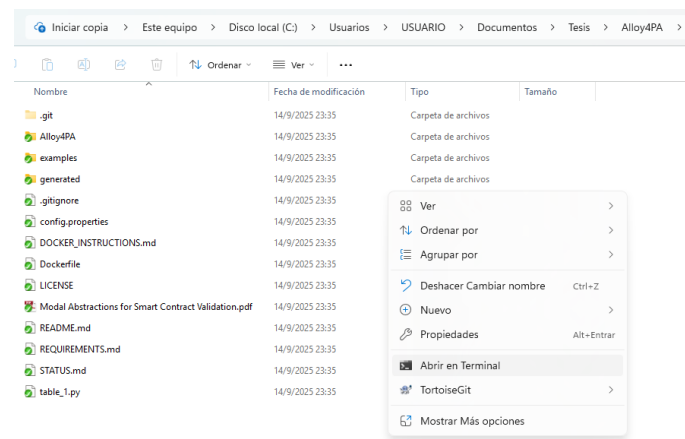 Iniciar copia > Este equipo > Disco local (C:) > Usuarios > USUARIO > Documentos > Tesis > Alloy4PA >
Ordenar Ver ...
Nombre Fecha de modificación Tipo Tamaño
.git 14/9/2025 23:35 Carpeta de archivos
Alloy4PA 14/9/2025 23:35 Carpeta de archivos
examples 14/9/2025 23:35 Carpeta de archivos
generated 14/9/2025 23:35 Carpeta de archivos
.gitignore 14/9/2025 23:35
config.properties 14/9/2025 23:35
DOCKER_INSTRUCTIONS.md 14/9/2025 23:35
Dockerfile 14/9/2025 23:35
LICENSE 14/9/2025 23:35
Modal Abstractions for Smart Contract Validation.pdf 14/9/2025 23:35
README.md 14/9/2025 23:35
REQUIREMENTS.md 14/9/2025 23:35
STATUS.md 14/9/2025 23:35
table_1.py 14/9/2025 23:35
Ver >
Ordenar por >
Agrupar por >
Deshacer Cambiar nombre Ctrl+Z
Nuevo >
Propiedades Alt+Entrar
Abrir en Terminal
TortoiseGit >
Mostrar Más opciones